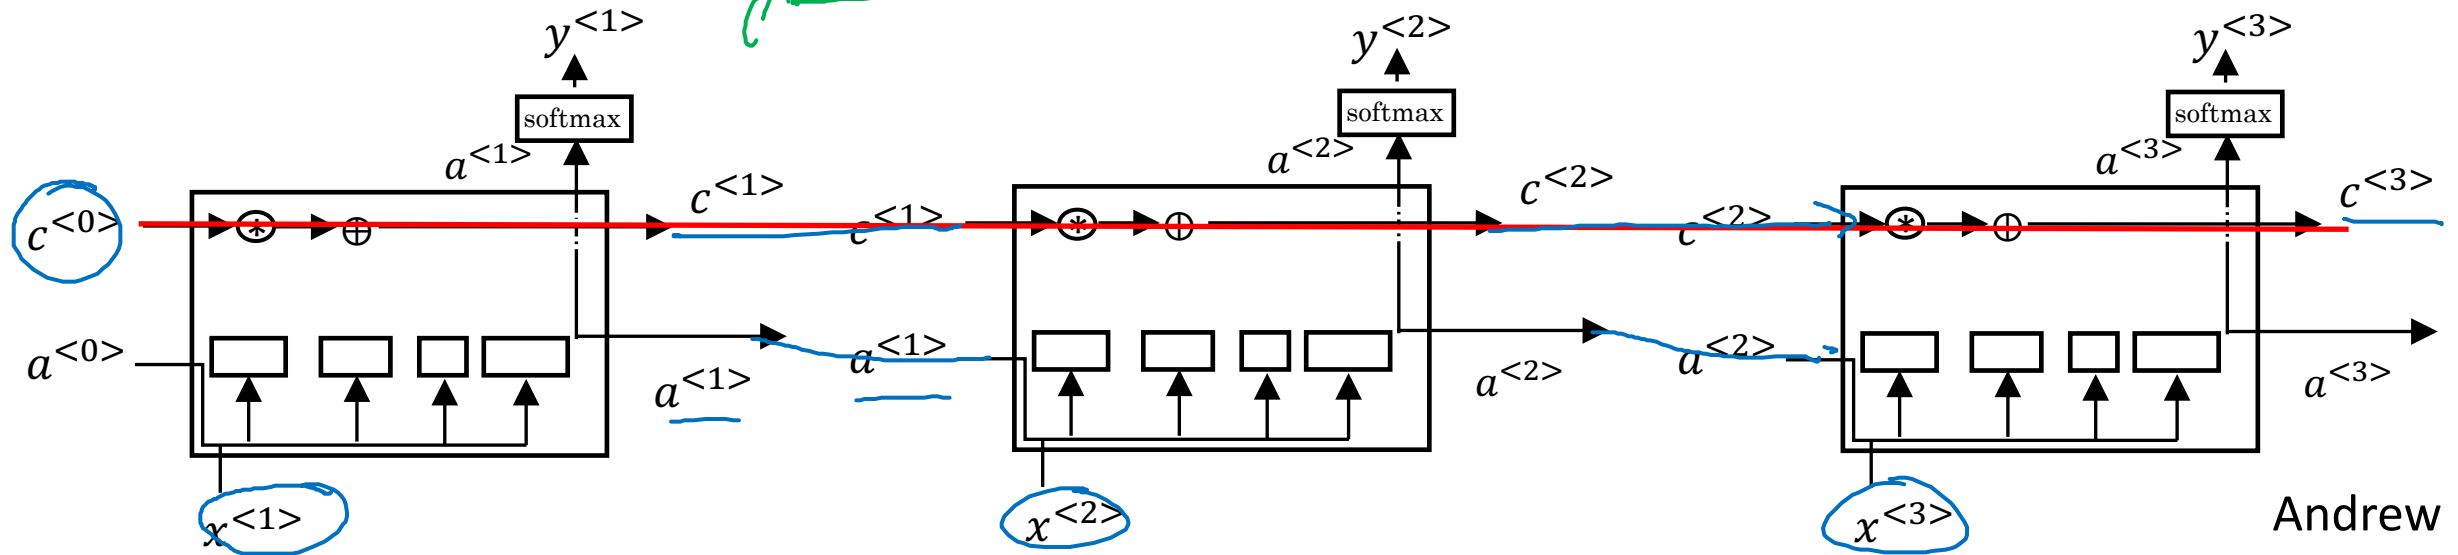 y<1> y<2> y<3>
softmax softmax softmax
a<1> a<2> a<3>
c<0> * + c<1> c<1> * + c<2> c<2> * + c<3>
a<0> a<1> a<1> a<2> a<2> a<3>
x<1> x<2> x<3>
Andrew